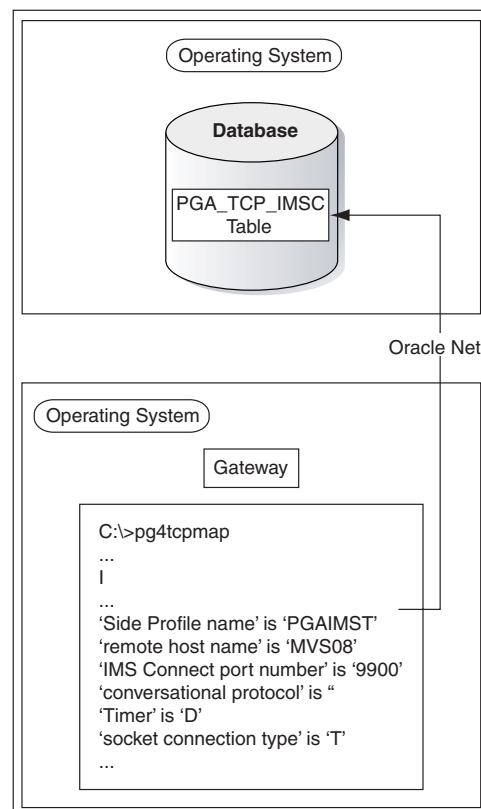 Operating System
Database
PGA_TCP_IMSC
Table
Oracle Net
Operating System
Gateway
C:\>pg4tcpmap
...
I
...
‘Side Profile name’ is ‘PGAIMST’
‘remote host name’ is ‘MVS08’
‘IMS Connect port number’ is ‘9900’
‘conversational protocol’ is “
‘Timer’ is ‘D’
‘socket connection type’ is ‘T’
...